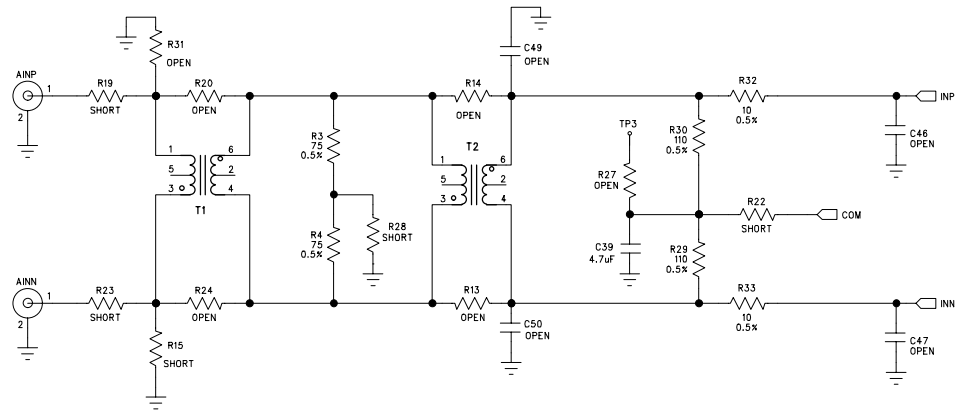 R31
OPEN
C49
OPEN
AINP
1
2
R19
SHORT
R20
OPEN
R14
OPEN
R32
10
0.5%
INP
C46
OPEN
R3
75
0.5%
R30
110
0.5%
TP3
R27
OPEN
1
5
3
6
2
4
T1
T2
1
5
3
6
2
4
R4
75
0.5%
R28
SHORT
R22
SHORT
COM
C39
4.7uF
R29
110
0.5%
AINN
1
2
R23
SHORT
R24
OPEN
R13
OPEN
R33
10
0.5%
INN
R15
SHORT
C50
OPEN
C47
OPEN